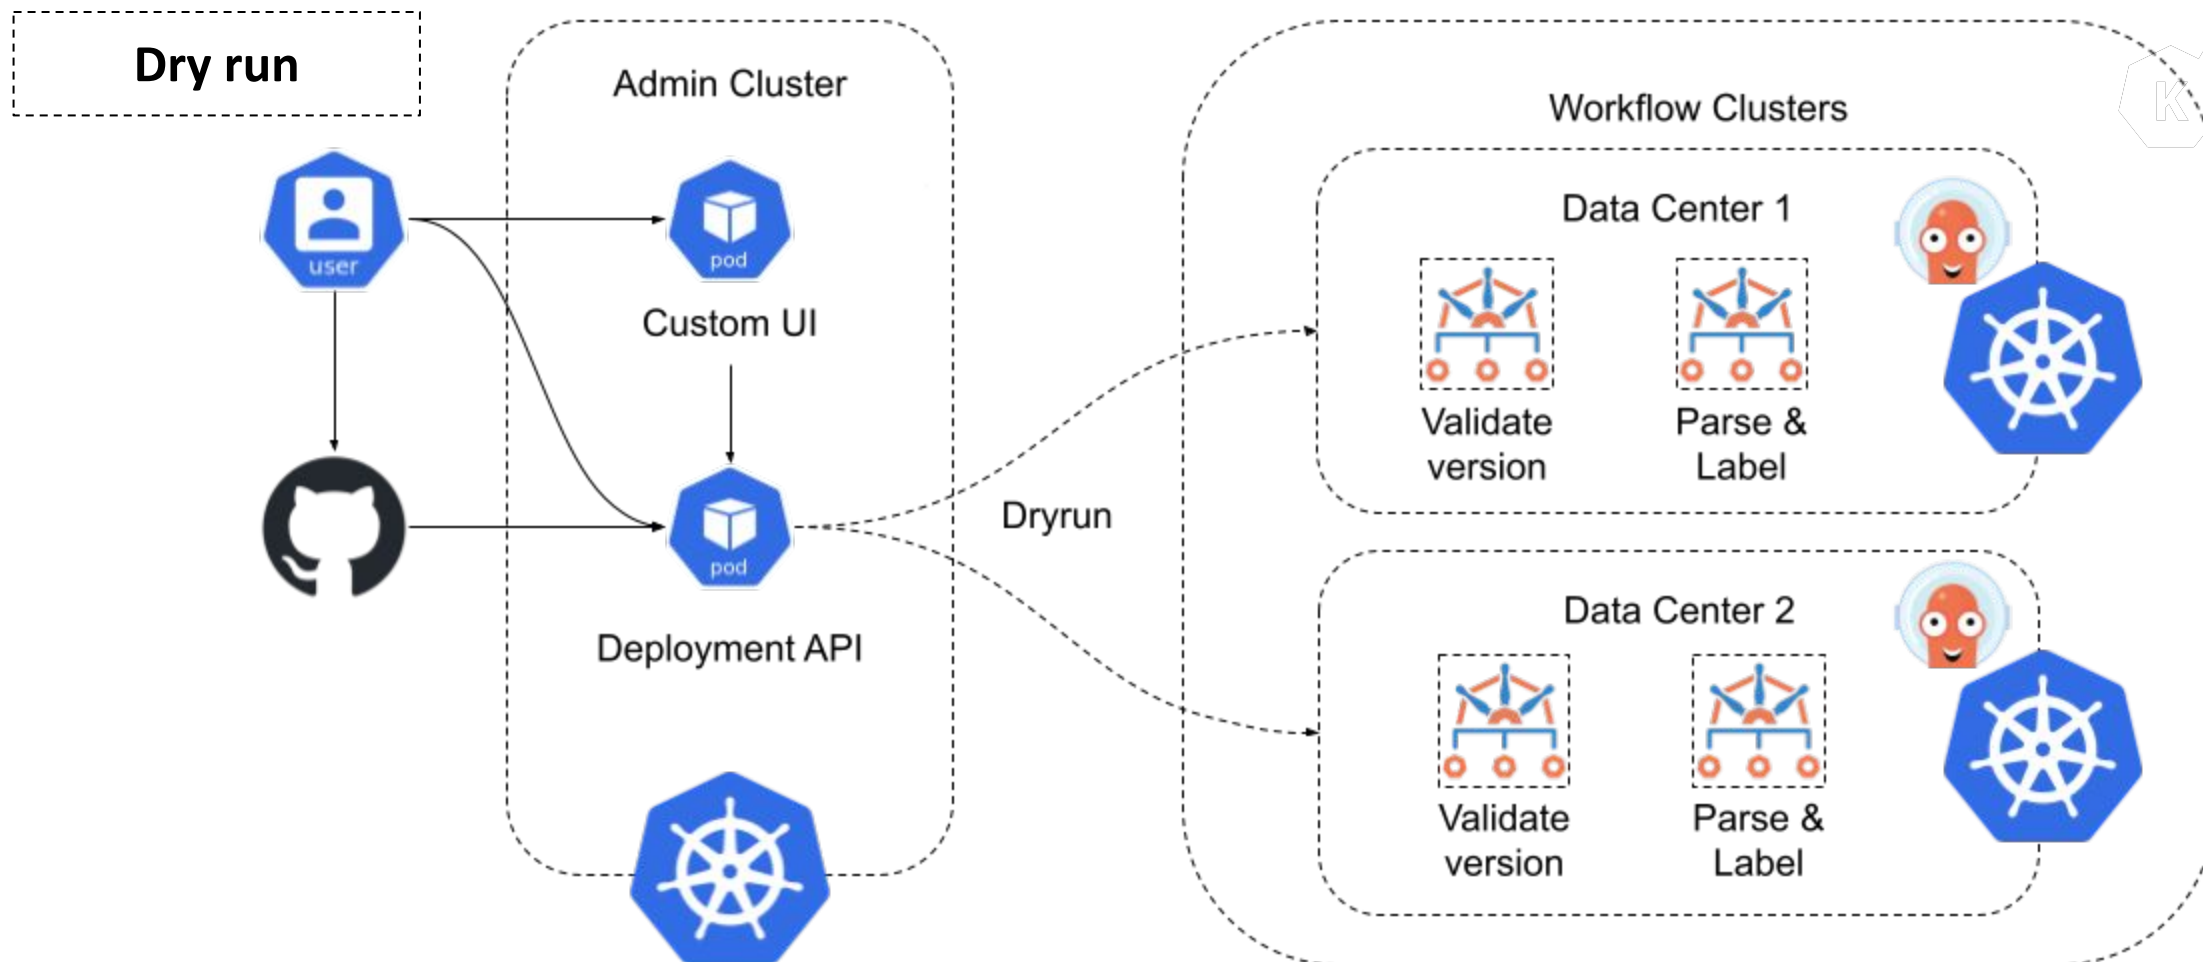 Dry run
Admin Cluster
user
pod
Custom UI
pod
Deployment API
Dryrun
Workflow Clusters
K
Data Center 1
Validate
version
Parse &
Label
Data Center 2
Validate
version
Parse &
Label